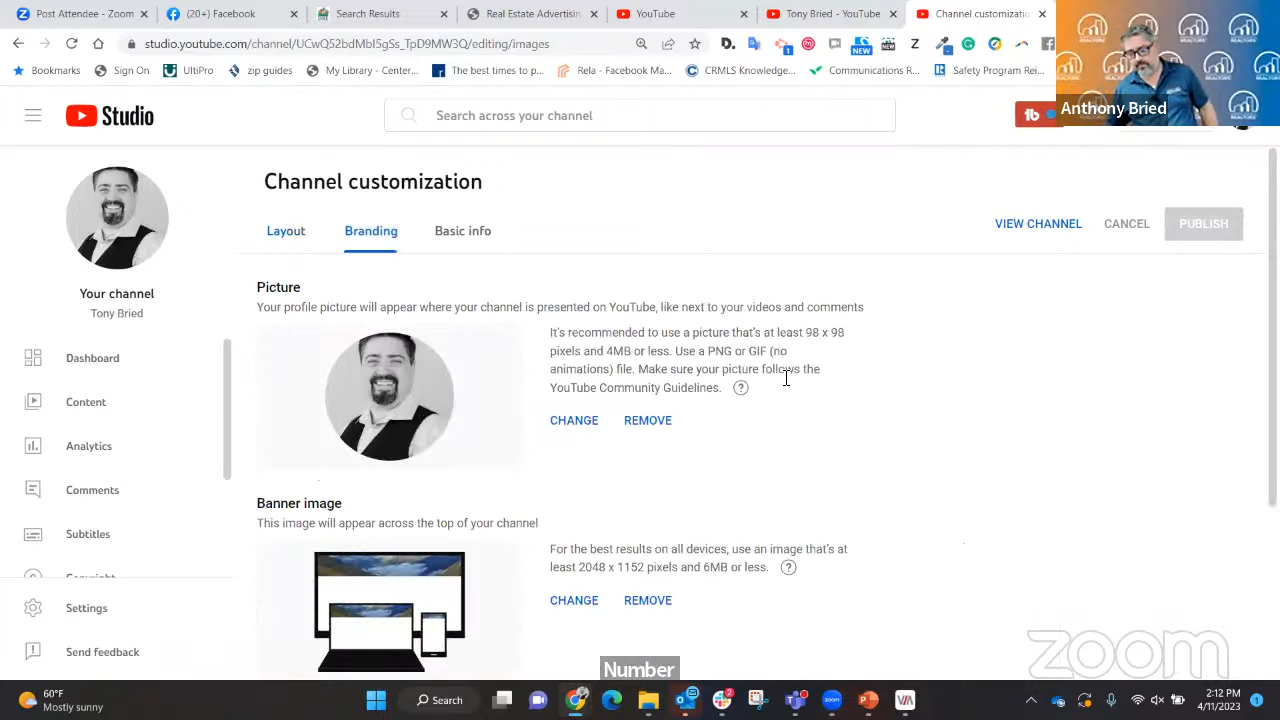 Post Attendee - Zoom
(20+) Facebook
Search Results
Real Estate Advertisin
YouTube
Tony Bried - YouTube
Channel customizatio
Bookmarks
Sign On
UltiPro
zip guides
My Library - Career...
The best times to p...
Rela - Facebook Ma...
CRMLS Knowledge...
Communications R...
Safety Program Rei
Anthony Bried
Studio
Search across your channel
Channel customization
Layout
Branding
Basic info
VIEW CHANNEL
CANCEL
PUBLISH
Your channel
Tony Bried
Dashboard
Content
Analytics
Comments
Subtitles
Copyright
Settings
Send feedback
Picture
Your profile picture will appear where your channel is presented on YouTube, like next to your videos and comments
It's recommended to use a picture that's at least 98 x 98
pixels and 4MB or less. Use a PNG or GIF (no
animations) file. Make sure your picture follows the
YouTube Community Guidelines.
CHANGE
REMOVE
Banner image
This image will appear across the top of your channel
For the best results on all devices, use an image that's at
least 2048 x 1152 pixels and 6MB or less.
CHANGE
REMOVE
Number
zoom
60°F
Mostly sunny
Search
2:12 PM
4/11/2023